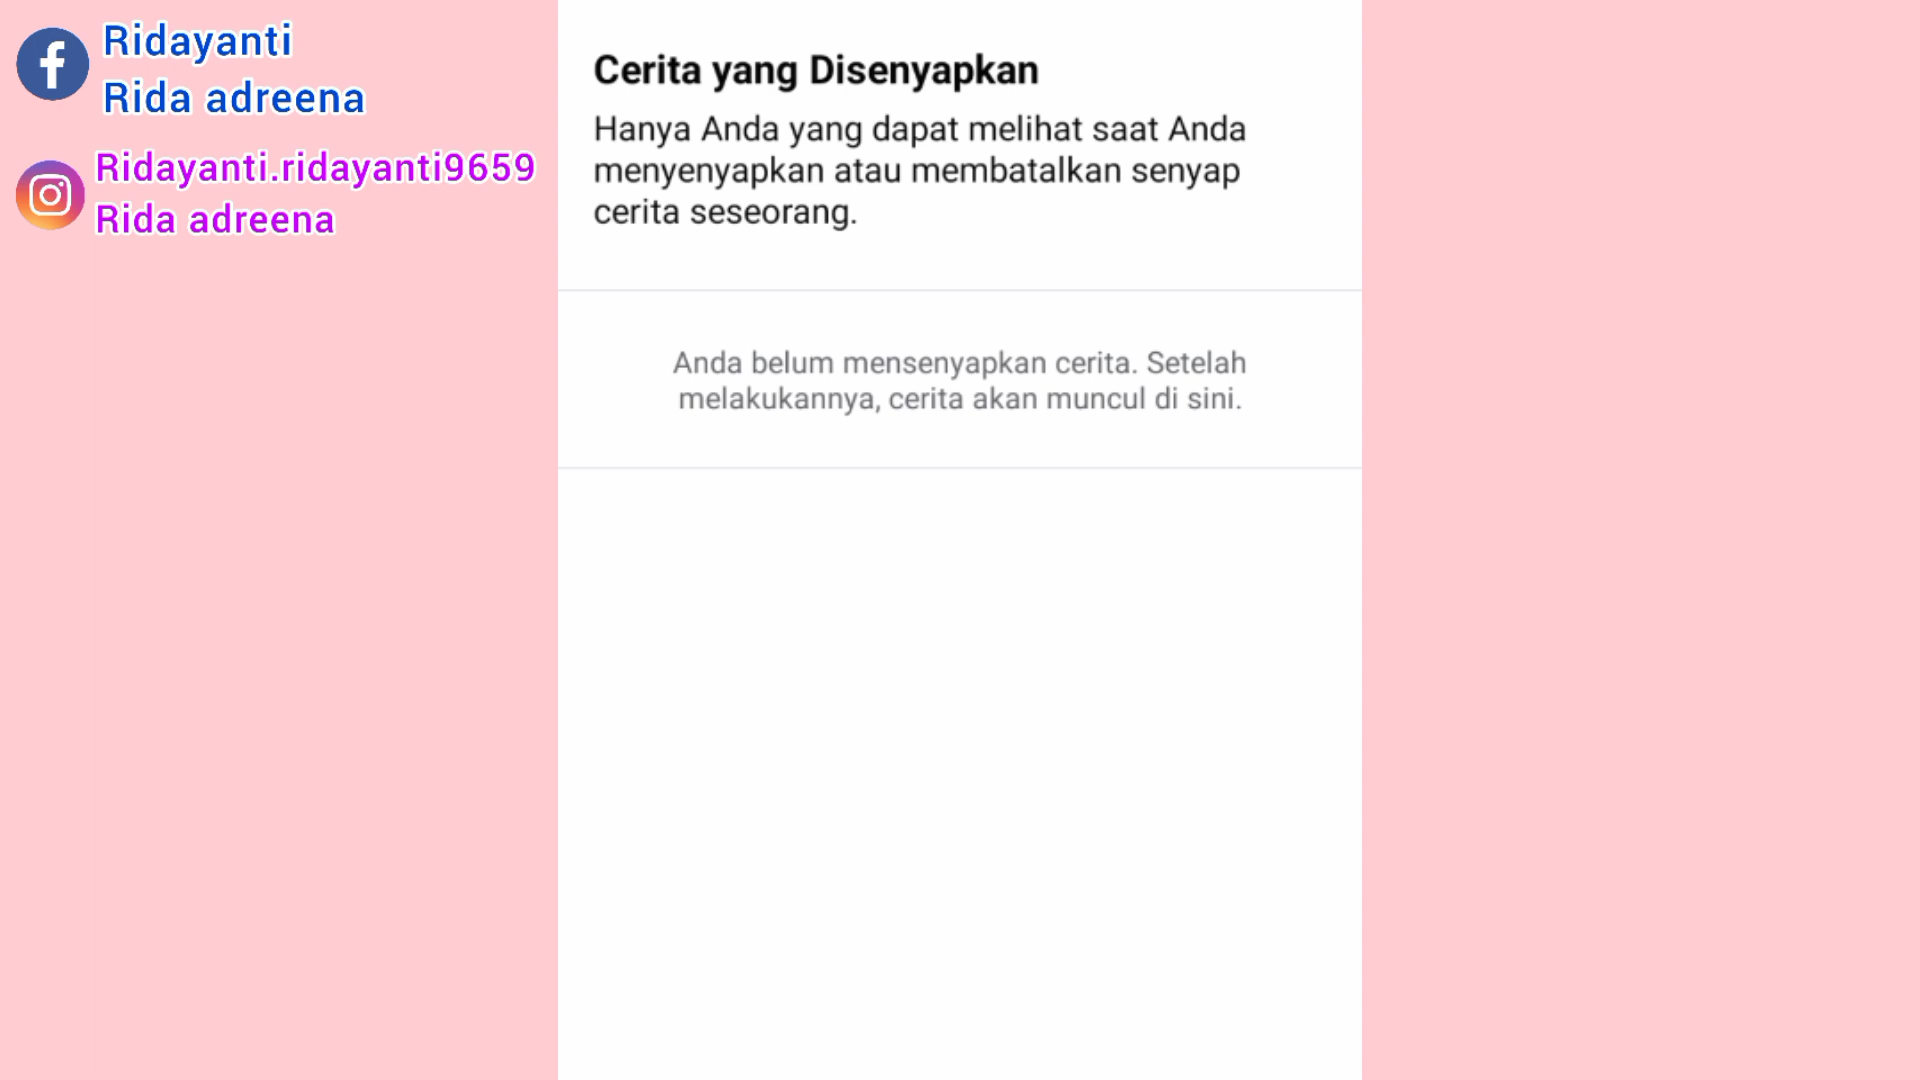 Ridayanti
Rida adreena
Ridayanti.ridayanti9659
Rida adreena
Cerita yang Disenyapkan
Hanya Anda yang dapat melihat saat Anda
menyenyapkan atau membatalkan senyap
cerita seseorang.
Anda belum mensenyapkan cerita. Setelah
melakukannya, cerita akan muncul di sini.